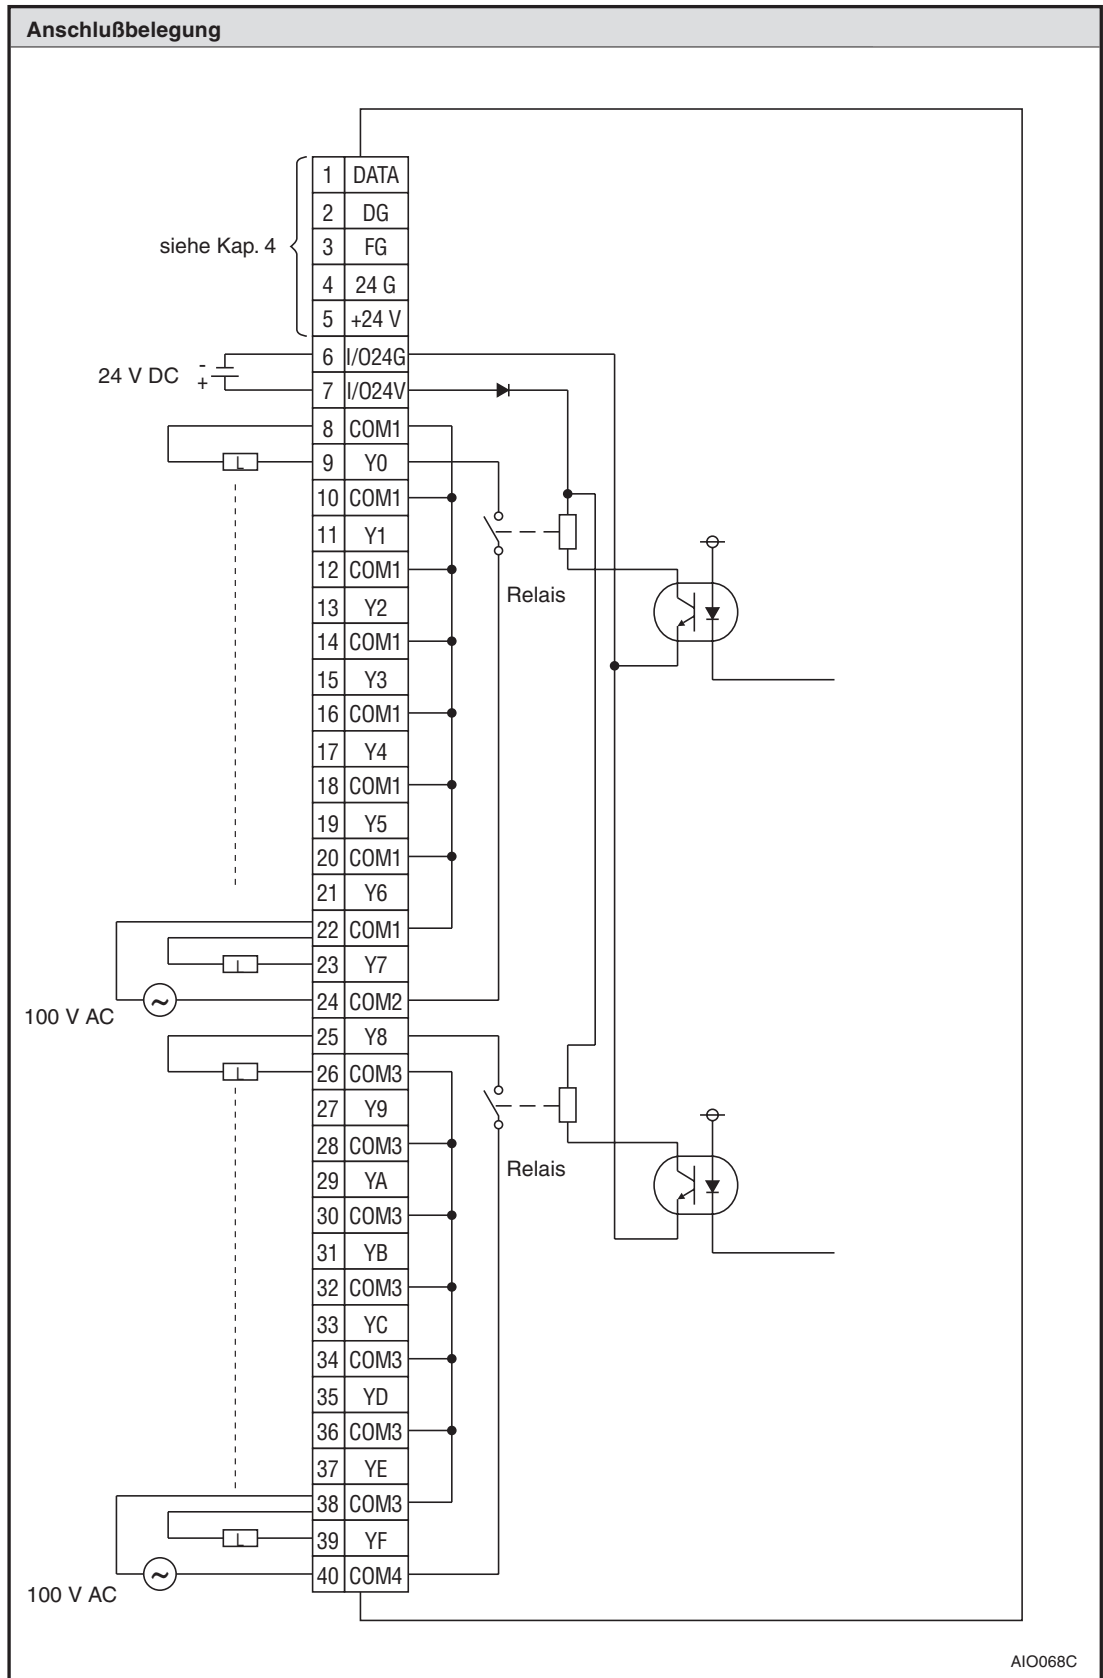 Anschlußbelegung
1 DATA
2 DG
siehe Kap. 4
3 FG
4 24 G
5 +24 V
6 I/O24G
24 V DC - +
7 I/O24V
8 COM1
L 9 Y0
10 COM1
11 Y1
12 COM1
Relais
13 Y2
14 COM1
15 Y3
16 COM1
17 Y4
18 COM1
19 Y5
20 COM1
21 Y6
22 COM1
L 23 Y7
~ 24 COM2
100 V AC
25 Y8
L 26 COM3
27 Y9
28 COM3
Relais
29 YA
30 COM3
31 YB
32 COM3
33 YC
34 COM3
35 YD
36 COM3
37 YE
38 COM3
L 39 YF
~ 40 COM4
100 V AC
AIO068C